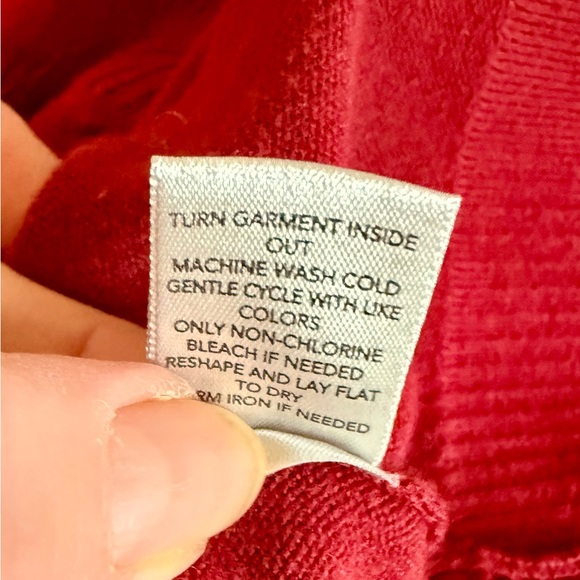 TURN GARMENT INSIDE
OUT
MACHINE WASH COLD
GENTLE CYCLE WITH LIKE
COLORS
ONLY NON-CHLORINE
BLEACH IF NEEDED
RESHAPE AND LAY FLAT
TO DRY
IRON IF NEEDED